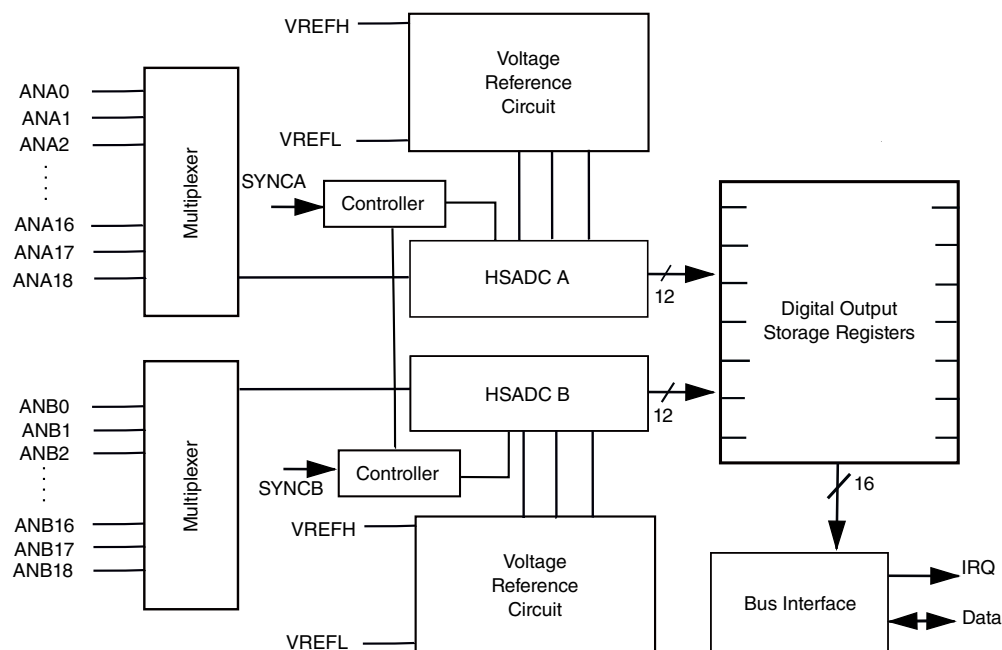 VREFH
Voltage
Reference
Circuit
VREFL
ANA0
ANA1
ANA2
ANA16
ANA17
ANA18
Multiplexer
SYNCA
Controller
HSADC A
12
Digital Output
Storage Registers
HSADC B
12
ANB0
ANB1
ANB2
ANB16
ANB17
ANB18
Multiplexer
SYNCB
Controller
VREFH
Voltage
Reference
Circuit
VREFL
16
Bus Interface
IRQ
Data